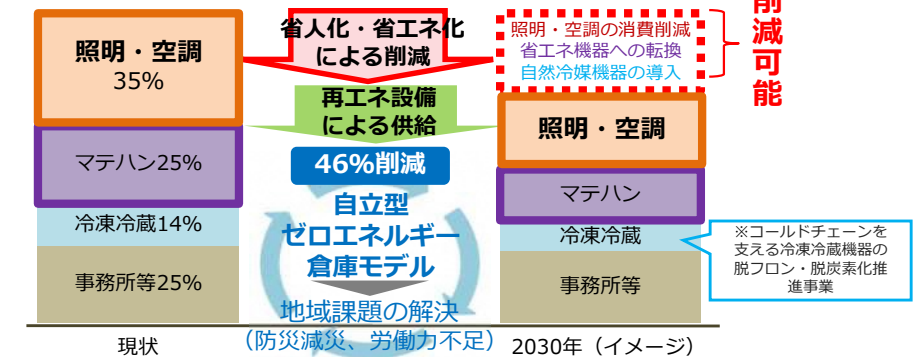 照明・空調
35%
マテハン25%
冷凍冷蔵14%
事務所等25%
現状
省人化・省エネ化
による削減
再エネ設備
による供給
46%削減
自立型
ゼロエネルギー
倉庫モデル
地域課題の解決
（防災減災、労働力不足）
照明・空調の消費削減
省エネ機器への転換
自然冷媒機器の導入
削減可能
照明・空調
マテハン
冷凍冷蔵
事務所等
2030年（イメージ）
※コールドチェーンを
支える冷凍冷蔵機器の
脱フロン・脱炭素化推
進事業